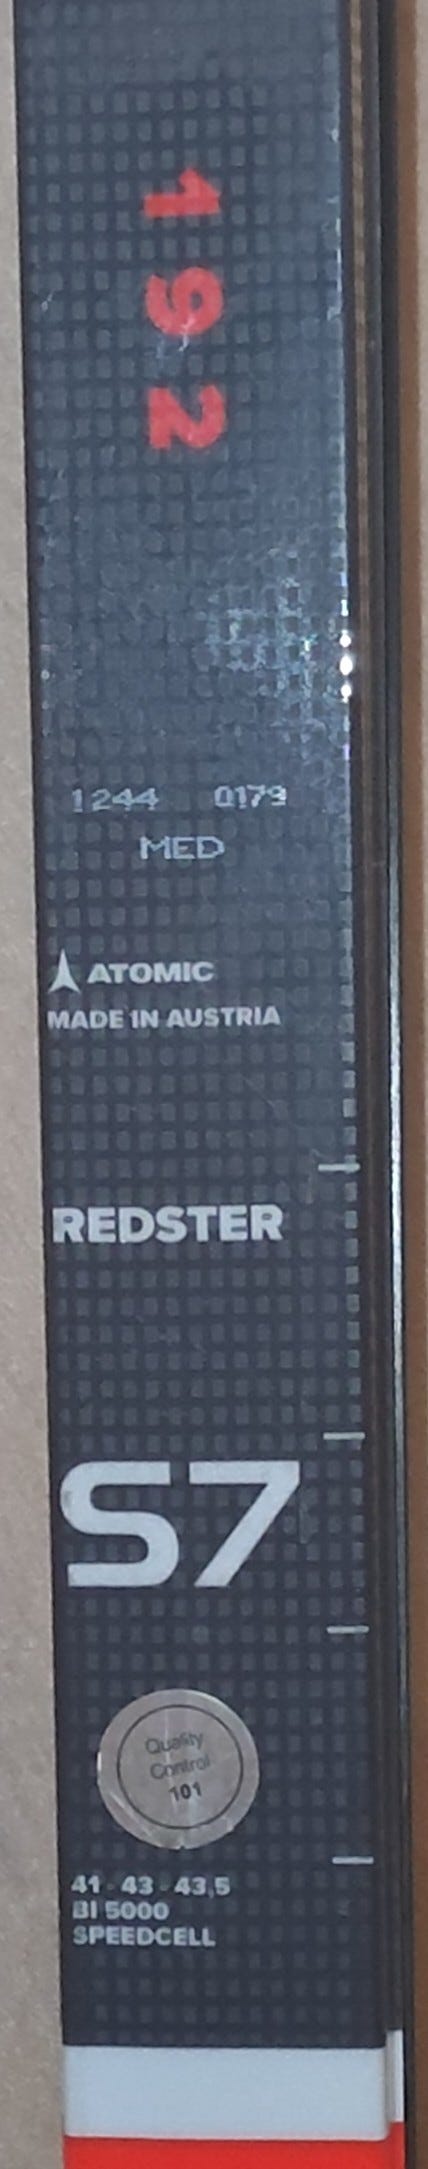 192
1244 0179
MED
ATOMIC
MADE IN AUSTRIA
REDSTER
S7
Quality
Control
101
41 - 43 - 43,5
BI 5000
SPEEDCELL